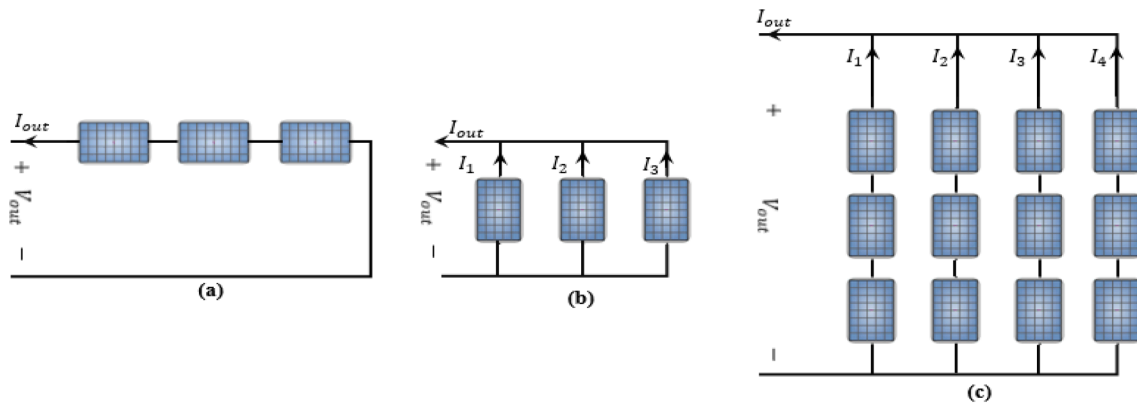 I_out
+
V_out
−
(a)
I_out
I_1
I_2
I_3
+
V_out
−
(b)
I_out
I_1
I_2
I_3
I_4
+
V_out
−
(c)